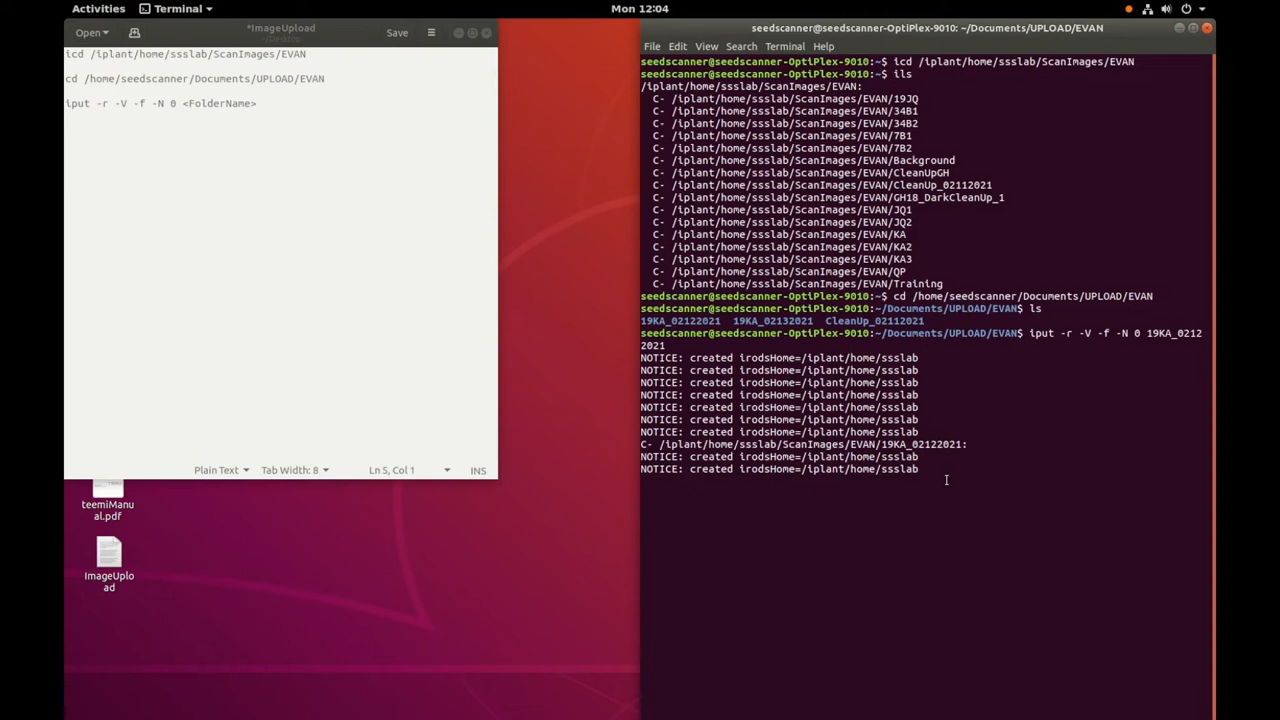 Activities
Terminal
Mon 12:04
Open
*ImageUpload
~/Desktop
Save
icd /iplant/home/ssslab/ScanImages/EVAN
cd /home/seedscanner/Documents/UPLOAD/EVAN
iput -r -V -f -N 0 <FolderName>
Plain Text
Tab Width: 8
Ln 5, Col 1
INS
teemiManu
al.pdf
ImageUplo
ad
seedscanner@seedscanner-OptiPlex-9010: ~/Documents/UPLOAD/EVAN
File Edit View Search Terminal Help
seedscanner@seedscanner-OptiPlex-9010:~$ icd /iplant/home/ssslab/ScanImages/EVAN
seedscanner@seedscanner-OptiPlex-9010:~$ ils
/iplant/home/ssslab/ScanImages/EVAN:
C- /iplant/home/ssslab/ScanImages/EVAN/19JQ
C- /iplant/home/ssslab/ScanImages/EVAN/34B1
C- /iplant/home/ssslab/ScanImages/EVAN/34B2
C- /iplant/home/ssslab/ScanImages/EVAN/7B1
C- /iplant/home/ssslab/ScanImages/EVAN/7B2
C- /iplant/home/ssslab/ScanImages/EVAN/Background
C- /iplant/home/ssslab/ScanImages/EVAN/CleanUpGH
C- /iplant/home/ssslab/ScanImages/EVAN/CleanUp_02112021
C- /iplant/home/ssslab/ScanImages/EVAN/GH18_DarkCleanUp_1
C- /iplant/home/ssslab/ScanImages/EVAN/JQ1
C- /iplant/home/ssslab/ScanImages/EVAN/JQ2
C- /iplant/home/ssslab/ScanImages/EVAN/KA
C- /iplant/home/ssslab/ScanImages/EVAN/KA2
C- /iplant/home/ssslab/ScanImages/EVAN/KA3
C- /iplant/home/ssslab/ScanImages/EVAN/QP
C- /iplant/home/ssslab/ScanImages/EVAN/Training
seedscanner@seedscanner-OptiPlex-9010:~$ cd /home/seedscanner/Documents/UPLOAD/EVAN
seedscanner@seedscanner-OptiPlex-9010:~/Documents/UPLOAD/EVAN$ ls
19KA_02122021 19KA_02132021 CleanUp_02112021
seedscanner@seedscanner-OptiPlex-9010:~/Documents/UPLOAD/EVAN$ iput -r -V -f -N 0 19KA_0212
2021
NOTICE: created irodsHome=/iplant/home/ssslab
NOTICE: created irodsHome=/iplant/home/ssslab
NOTICE: created irodsHome=/iplant/home/ssslab
NOTICE: created irodsHome=/iplant/home/ssslab
NOTICE: created irodsHome=/iplant/home/ssslab
NOTICE: created irodsHome=/iplant/home/ssslab
NOTICE: created irodsHome=/iplant/home/ssslab
C- /iplant/home/ssslab/ScanImages/EVAN/19KA_02122021:
NOTICE: created irodsHome=/iplant/home/ssslab
NOTICE: created irodsHome=/iplant/home/ssslab